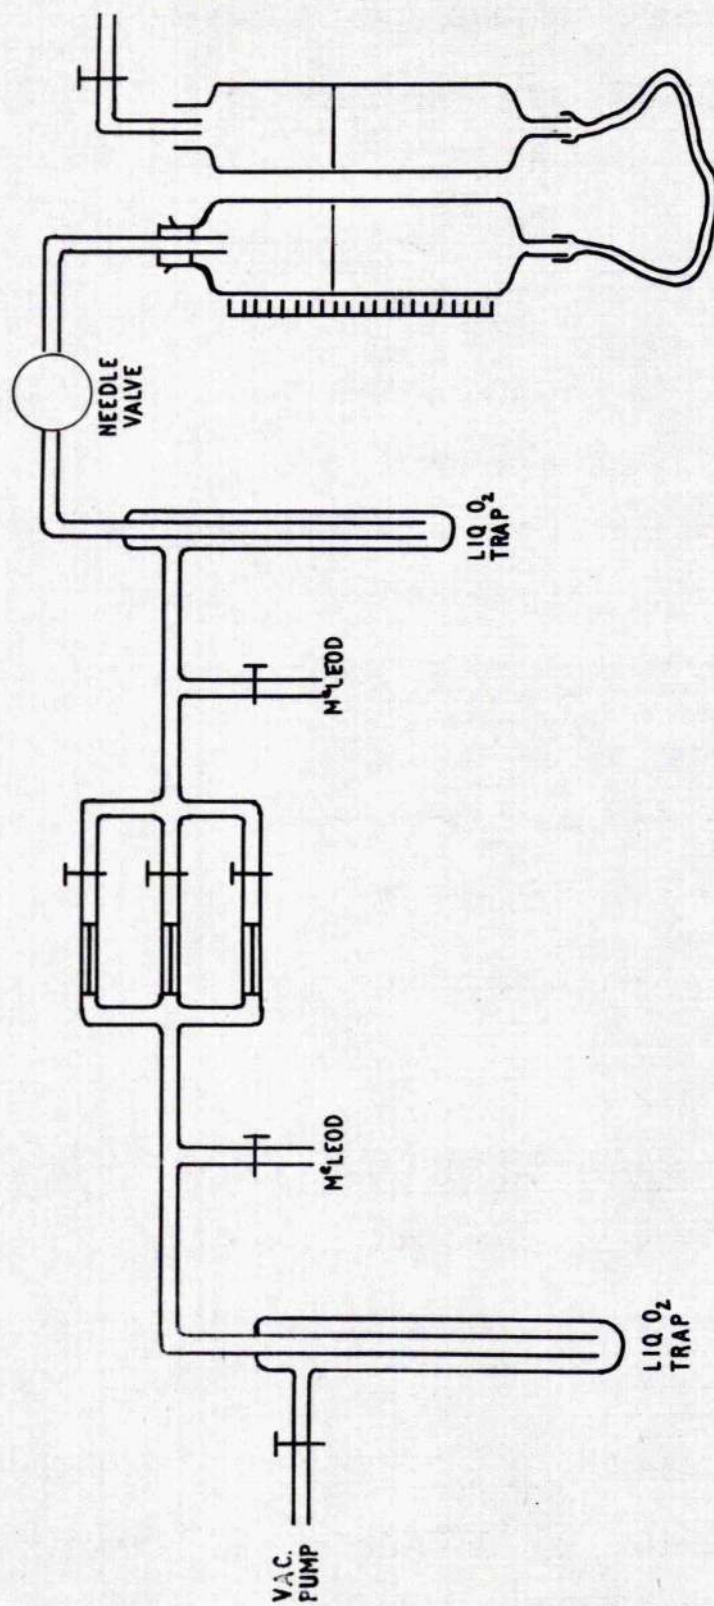 VAC.
PUMP
LIQ O2
TRAP
McLEOD
McLEOD
LIQ O2
TRAP
NEEDLE
VALVE